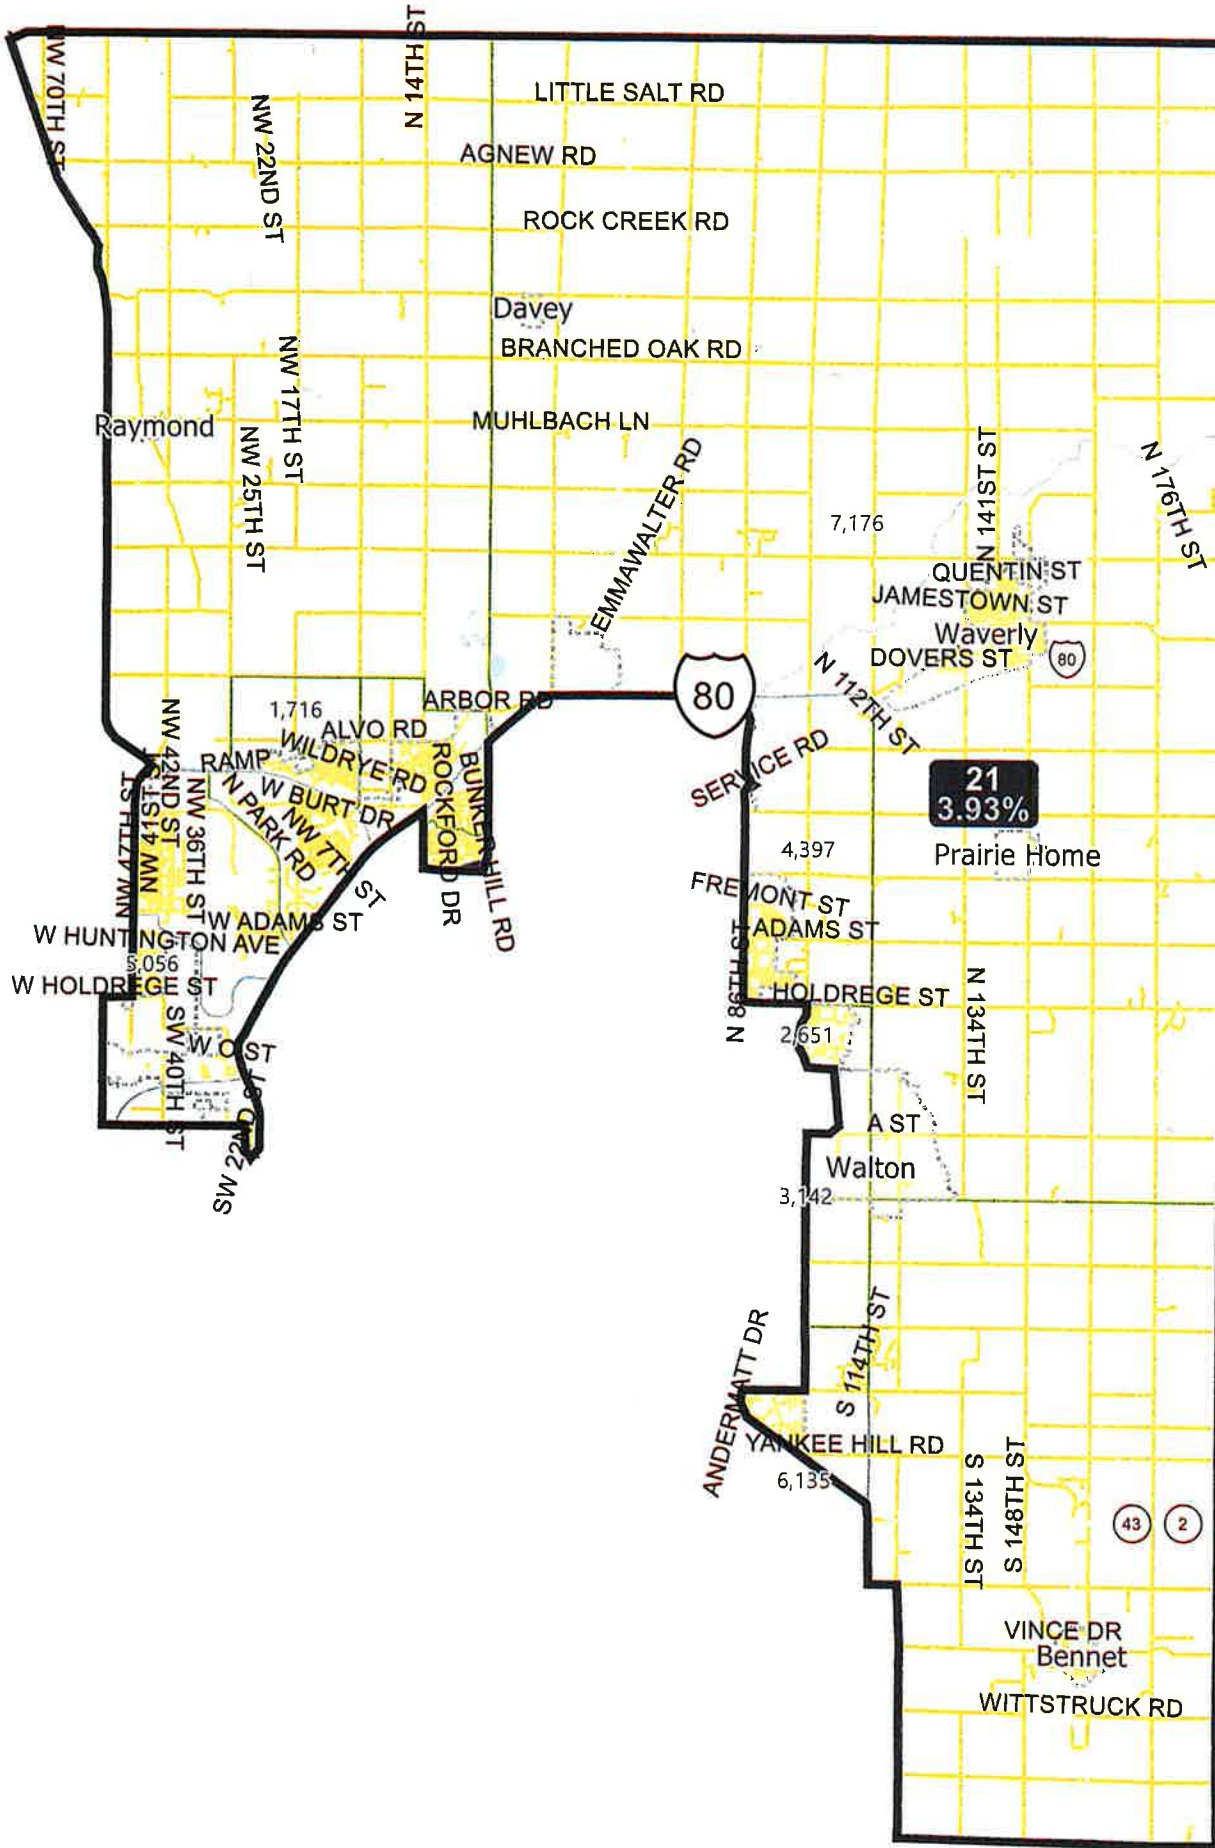 NW 70TH ST
N 14TH ST
LITTLE SALT RD
NW 22ND ST
AGNEW RD
ROCK CREEK RD
Davey
BRANCHED OAK RD
NW 17TH ST
Raymond
MUHLBACH LN
NW 25TH ST
EMMAWALTER RD
N 141ST ST
N 176TH ST
7,176
QUENTIN ST
JAMESTOWN ST
Waverly
DOVERS ST
80
N 112TH ST
80
ARBOR RD
1,716
ALVO RD
NW 42ND ST
RAMP
WILDRYE RD
ROCKFORD DR
BUNKER HILL RD
SERVICE RD
21
3.93%
NW 47TH ST
NW 41ST ST
NW 36TH ST
N PARK RD
W BURT DR
NW 7TH ST
4,397
Prairie Home
FREMONT ST
ADAMS ST
W ADAMS ST
W HUNTINGTON AVE
5,056
W HOLDREGE ST
N 86TH ST
HOLDREGE ST
N 134TH ST
2,651
SW 40TH ST
W O ST
SW 22ND ST
A ST
Walton
3,142
ANDERMATT DR
S 114TH ST
YANKEE HILL RD
6,135
S 134TH ST
S 148TH ST
43
2
VINCE DR
Bennet
WITTSTRUCK RD